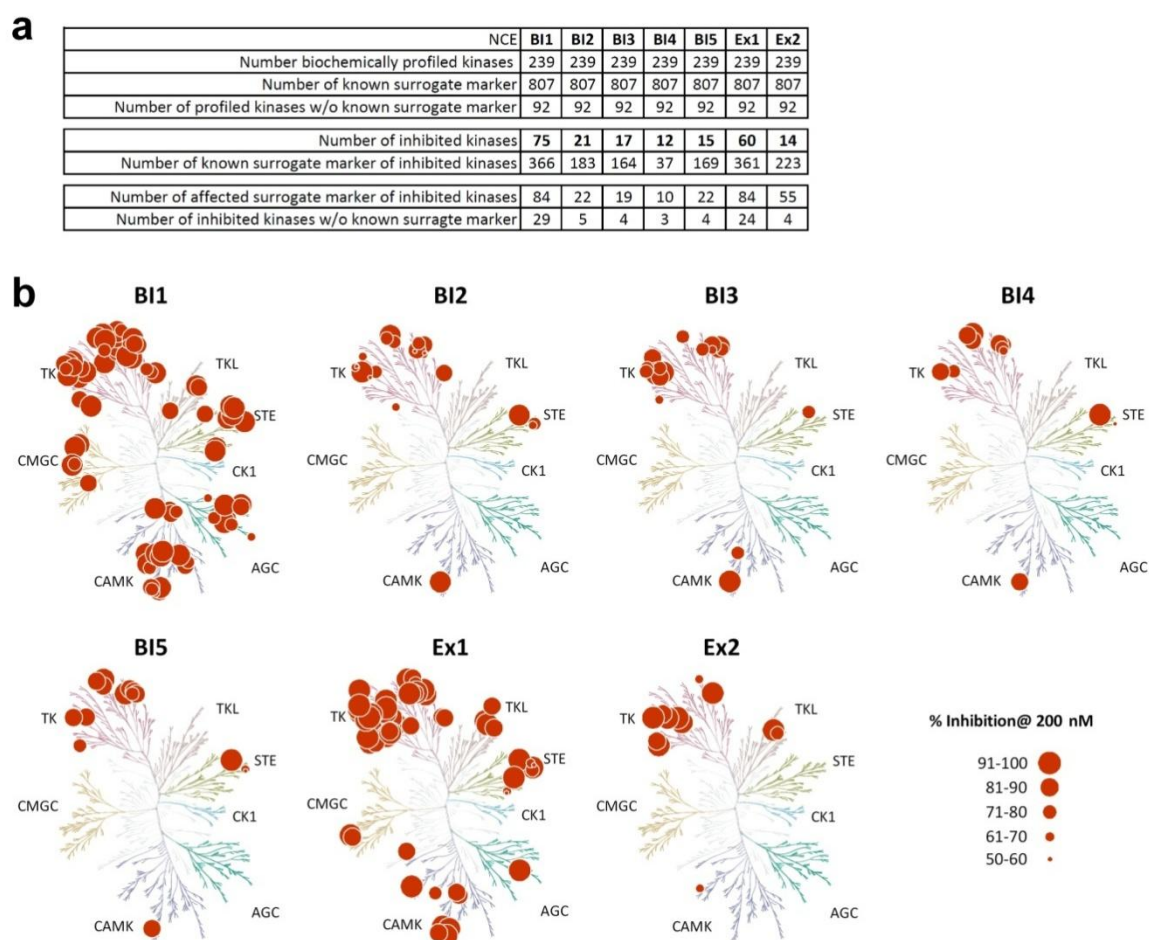 a
NCE BI1 BI2 BI3 BI4 BI5 Ex1 Ex2
Number biochemically profiled kinases 239 239 239 239 239 239 239
Number of known surrogate marker 807 807 807 807 807 807 807
Number of profiled kinases w/o known surrogate marker 92 92 92 92 92 92 92
Number of inhibited kinases 75 21 17 12 15 60 14
Number of known surrogate marker of inhibited kinases 366 183 164 37 169 361 223
Number of affected surrogate marker of inhibited kinases 84 22 19 10 22 84 55
Number of inhibited kinases w/o known surragte marker 29 5 4 3 4 24 4
b
BI1 BI2 BI3 BI4
TKL TKL TKL TKL
TK TK TK TK
STE STE STE STE
CMGC CMGC CMGC CMGC
CK1 CK1 CK1 CK1
AGC AGC AGC AGC
CAMK CAMK CAMK CAMK
BI5 Ex1 Ex2
TKL TKL TKL
TK TK TK
% Inhibition@ 200 nM
STE STE STE
91-100
81-90
CMGC CMGC CMGC
71-80
CK1 CK1 CK1
61-70
50-60
AGC AGC AGC
CAMK CAMK CAMK